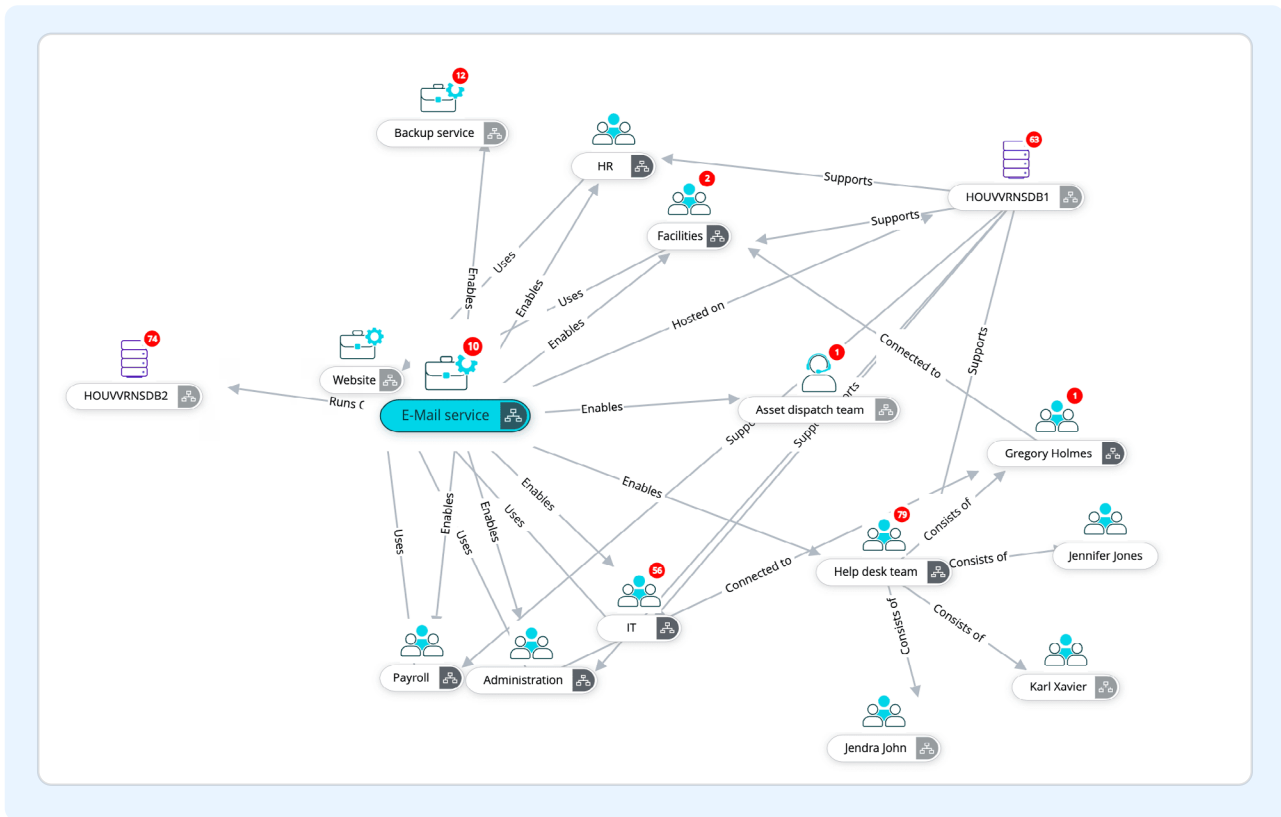 12
Backup service
HR
63
HOUVVRNSDB1
Supports
2
Facilities
Supports
Uses
Enables
Enables
Uses
Enables
Hosted on
Connected to
Supports
74
HOUVVRNSDB2
Website
Runs
10
E-Mail service
Enables
1
Asset dispatch team
1
Gregory Holmes
Enables
Enables
Enables
Uses
Enables
Uses
Uses
Consists of
79
Help desk team
Consists of
Jennifer Jones
Connected to
56
IT
Consists of
Consists of
Payroll
Administration
Karl Xavier
Jendra John